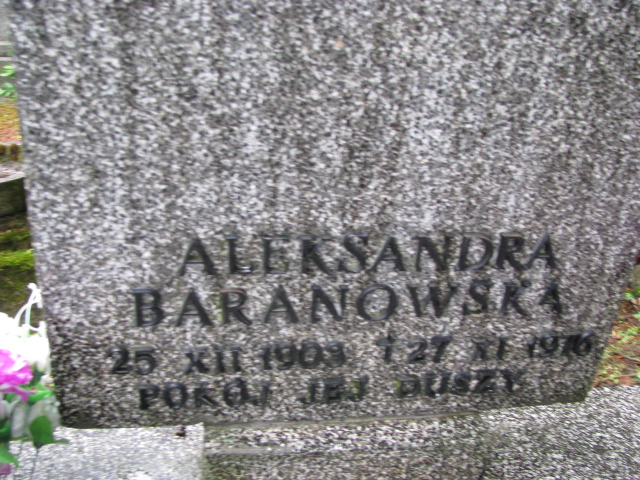 ALEKSANDRA
BARANOWSKA
25 XII 1903 † 27 XI 1976
POKÓJ JEJ DUSZY